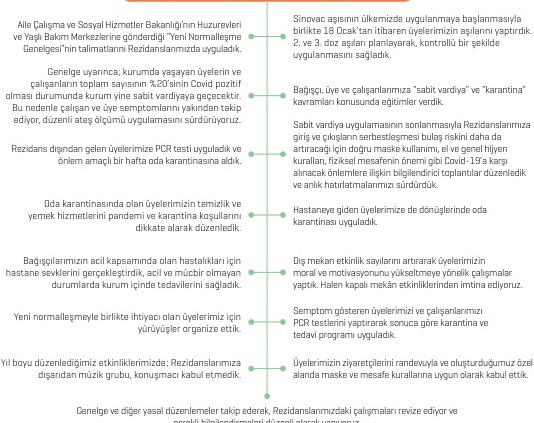 Aile Çalışma ve Sosyal Hizmetler Bakanlığı'nın Huzurevleri
ve Yaşlı Bakım Merkezlerine gönderdiği "Yeni Normalleşme
Genelgesi"nin talimatlarını Rezidanslarımızda uyguladık.
Sinovac aşısının ülkemizde uygulanmaya başlanmasıyla
birlikte 18 Ocak'tan itibaren üyelerimizin aşılarını yaptırdık.
2. ve 3. doz aşıları planlayarak, kontrollü bir şekilde
uygulanmasını sağladık.
Genelge uyarınca; kurumda yaşayan üyelerin ve
çalışanların toplam sayısının %20'sinin Covid pozitif
olması durumunda kurum yine sabit vardiyaya geçecektir.
Bu nedenle çalışan ve üye semptomlarını yakından takip
ediyor, düzenli ateş ölçümü uygulamasını sürdürüyoruz.
Bağışçı, üye ve çalışanlarımıza "sabit vardiya" ve "karantina"
kavramları konusunda eğitimler verdik.
Rezidans dışından gelen üyelerimize PCR testi uyguladık ve
önlem amaçlı bir hafta oda karantinasına aldık.
Sabit vardiya uygulamasının sonlanmasıyla Rezidanslarımıza
giriş ve çıkışların serbestleşmesi bulaş riskini daha da
artıracağı için doğru maske kullanımı, el ve genel hijyen
kuralları, fiziksel mesafenin önemi gibi Covid-19'a karşı
alınacak önlemlere ilişkin bilgilendirici toplantılar düzenledik
ve anlık hatırlatmalarımızı sürdürdük.
Oda karantinasında olan üyelerimizin temizlik ve
yemek hizmetlerini pandemi ve karantina koşullarını
dikkate alarak düzenledik.
Hastaneye giden üyelerimize de dönüşlerinde oda
karantinası uyguladık.
Bağışçılarımızın acil kapsamında olan hastalıkları için
hastane sevklerini gerçekleştirdik, acil ve mücbir olmayan
durumlarda kurum içinde tedavilerini sağladık.
Dış mekan etkinlik sayılarını artırarak üyelerimizin
moral ve motivasyonunu yükseltmeye yönelik çalışmalar
yaptık. Halen kapalı mekân etkinliklerinden imtina ediyoruz.
Yeni normalleşmeyle birlikte ihtiyacı olan üyelerimiz için
yürüyüşler organize ettik.
Semptom gösteren üyelerimizi ve çalışanlarımızı
PCR testlerini yaptırarak sonuca göre karantina ve
tedavi programı uyguladık.
Yıl boyu düzenlediğimiz etkinliklerimizde; Rezidanslarımıza
dışarıdan müzik grubu, konuşmacı kabul etmedik.
Üyelerimizin ziyaretçilerini randevuyla ve oluşturduğumuz özel
alanda maske ve mesafe kurallarına uygun olarak kabul ettik.
Genelge ve diğer yasal düzenlemeler takip ederek, Rezidanslarımızdaki çalışmaları revize ediyor ve
gerekli bilgilendirmeleri düzenli olarak yapıyoruz.